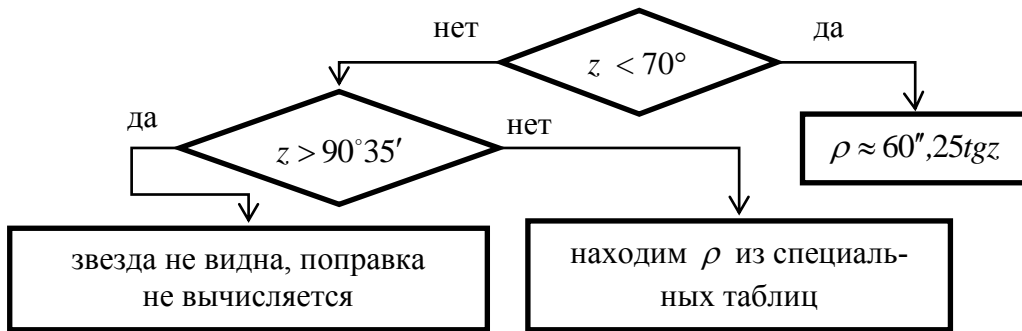 нет
да
z < 70°
да
нет
z > 90°35′
ρ ≈ 60″,25tgz
звезда не видна, поправка
не вычисляется
находим ρ из специаль-
ных таблиц